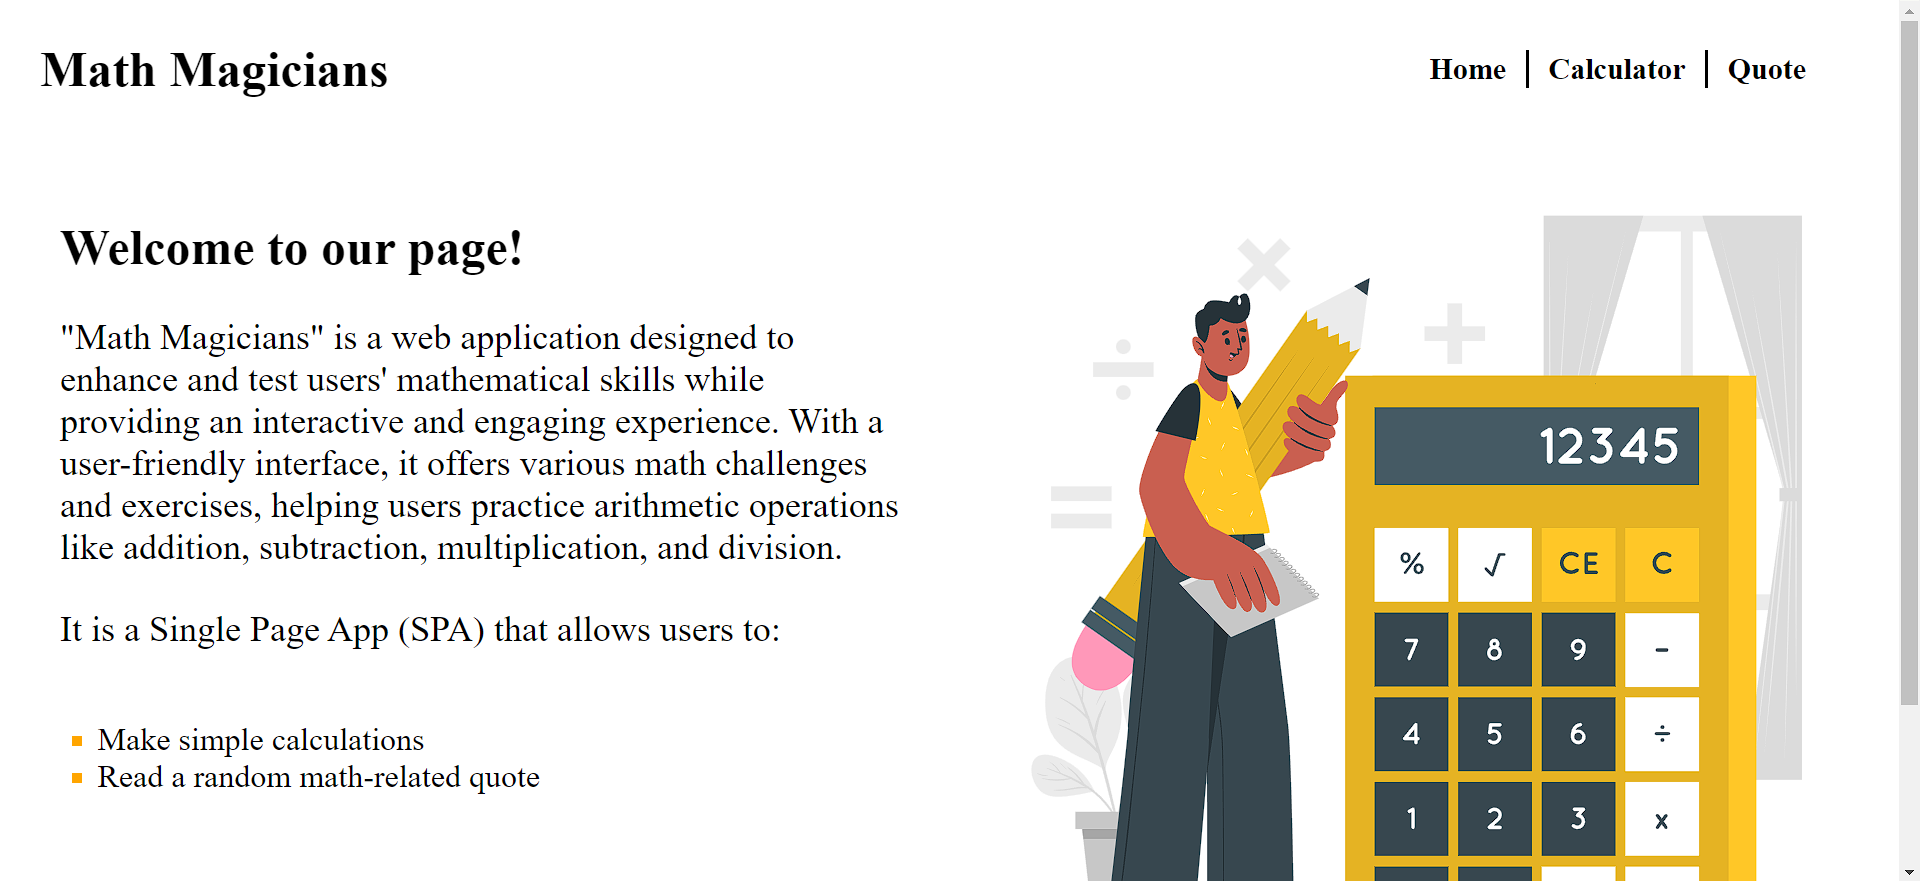 Math Magicians
Home
Calculator
Quote
Welcome to our page!
"Math Magicians" is a web application designed to
enhance and test users' mathematical skills while
providing an interactive and engaging experience. With a
user-friendly interface, it offers various math challenges
and exercises, helping users practice arithmetic operations
like addition, subtraction, multiplication, and division.
It is a Single Page App (SPA) that allows users to:
Make simple calculations
Read a random math-related quote
× 
÷ +
=
12345
% √ CE C
7 8 9 -
4 5 6 ÷
1 2 3 x